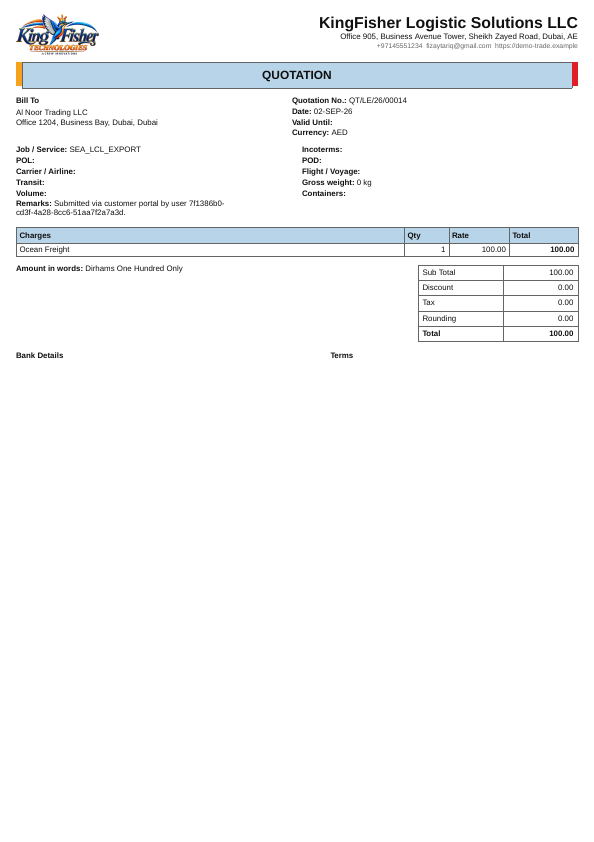 King Fisher
TECHNOLOGIES
KingFisher Logistic Solutions LLC
Office 905, Business Avenue Tower, Sheikh Zayed Road, Dubai, AE
+97145551234 fizaytariq@gmail.com https://demo-trade.example
QUOTATION
Bill To
Al Noor Trading LLC
Office 1204, Business Bay, Dubai, Dubai
Quotation No.: QT/LE/26/00014
Date: 02-SEP-26
Valid Until:
Currency: AED
Job / Service: SEA_LCL_EXPORT
POL:
Carrier / Airline:
Transit:
Volume:
Remarks: Submitted via customer portal by user 7f1386b0-
cd3f-4a28-8cc6-51aa7f2a7a3d.
Incoterms:
POD:
Flight / Voyage:
Gross weight: 0 kg
Containers:
Charges Qty Rate Total
Ocean Freight 1 100.00 100.00
Amount in words: Dirhams One Hundred Only
Sub Total 100.00
Discount 0.00
Tax 0.00
Rounding 0.00
Total 100.00
Bank Details
Terms